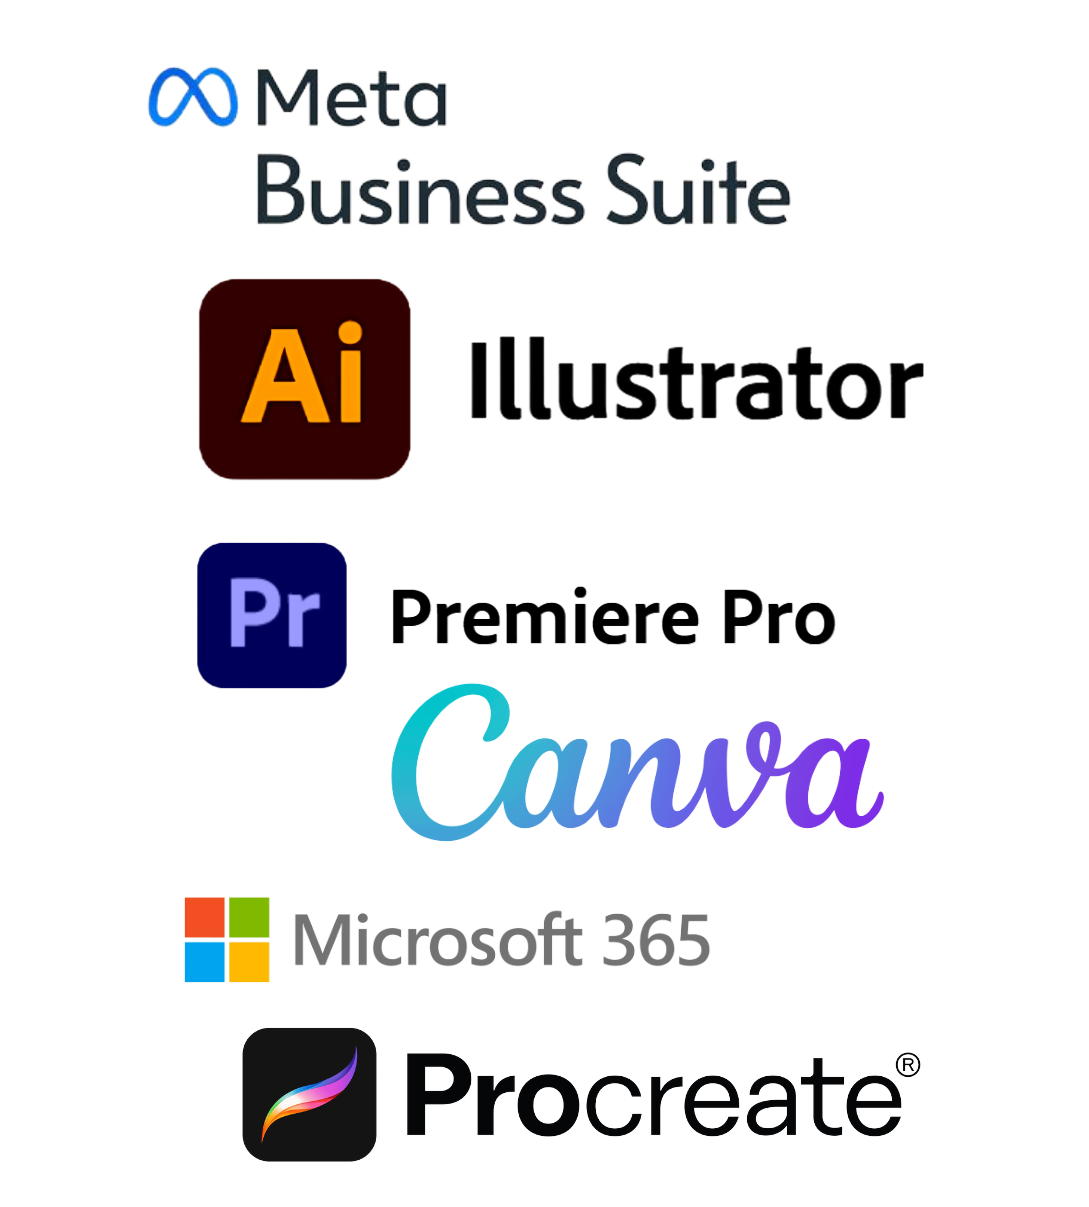 Meta
Business Suite
Ai Illustrator
Pr Premiere Pro
Canva
Microsoft 365
Procreate®